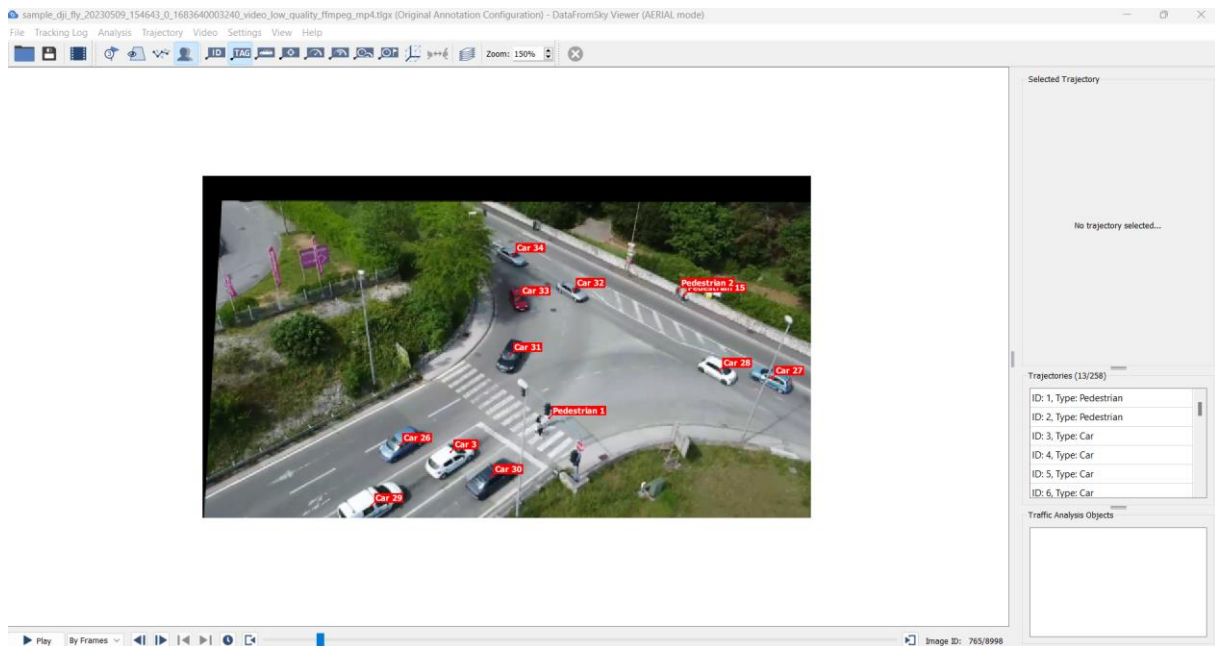 sample_dji_fly_20230509_154643_0_1683640003240_video_low_quality_ffmpeg_mp4.tlgx (Original Annotation Configuration) - DataFromSky Viewer (AERIAL mode)
File Tracking Log Analysis Trajectory Video Settings View Help
ID TAG Zoom: 150%
Selected Trajectory
No trajectory selected...
Car 34
Car 33
Car 32
Pedestrian 2
Pedestrian 15
Car 31
Car 28
Car 27
Pedestrian 1
Car 26
Car 3
Car 30
Car 29
Trajectories (13/258)
ID: 1, Type: Pedestrian
ID: 2, Type: Pedestrian
ID: 3, Type: Car
ID: 4, Type: Car
ID: 5, Type: Car
ID: 6, Type: Car
Traffic Analysis Objects
Play By Frames Image ID: 765/8998